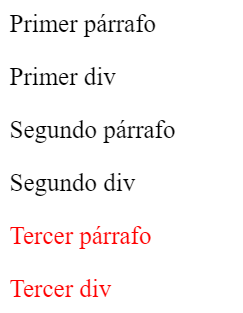 Primer párrafo
Primer div
Segundo párrafo
Segundo div
Tercer párrafo
Tercer div